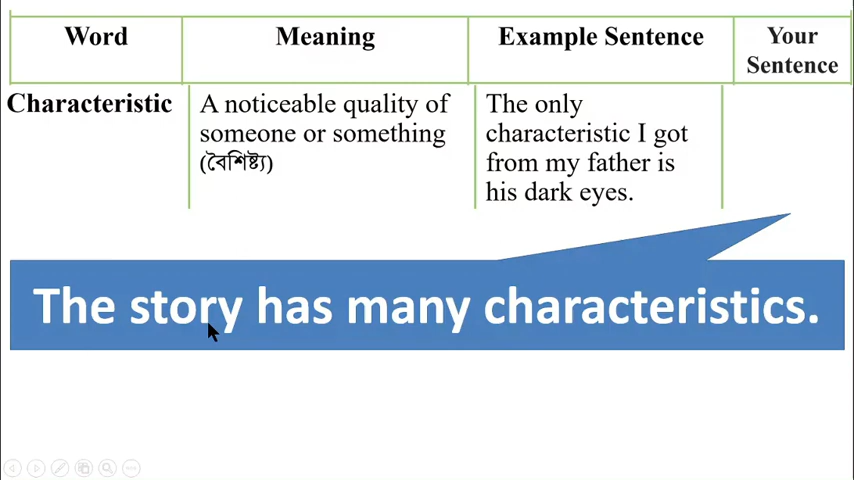 Word Meaning Example Sentence Your Sentence
Characteristic
A noticeable quality of
someone or something
(বৈশিষ্ট্য)
The only
characteristic I got
from my father is
his dark eyes.
The story has many characteristics.